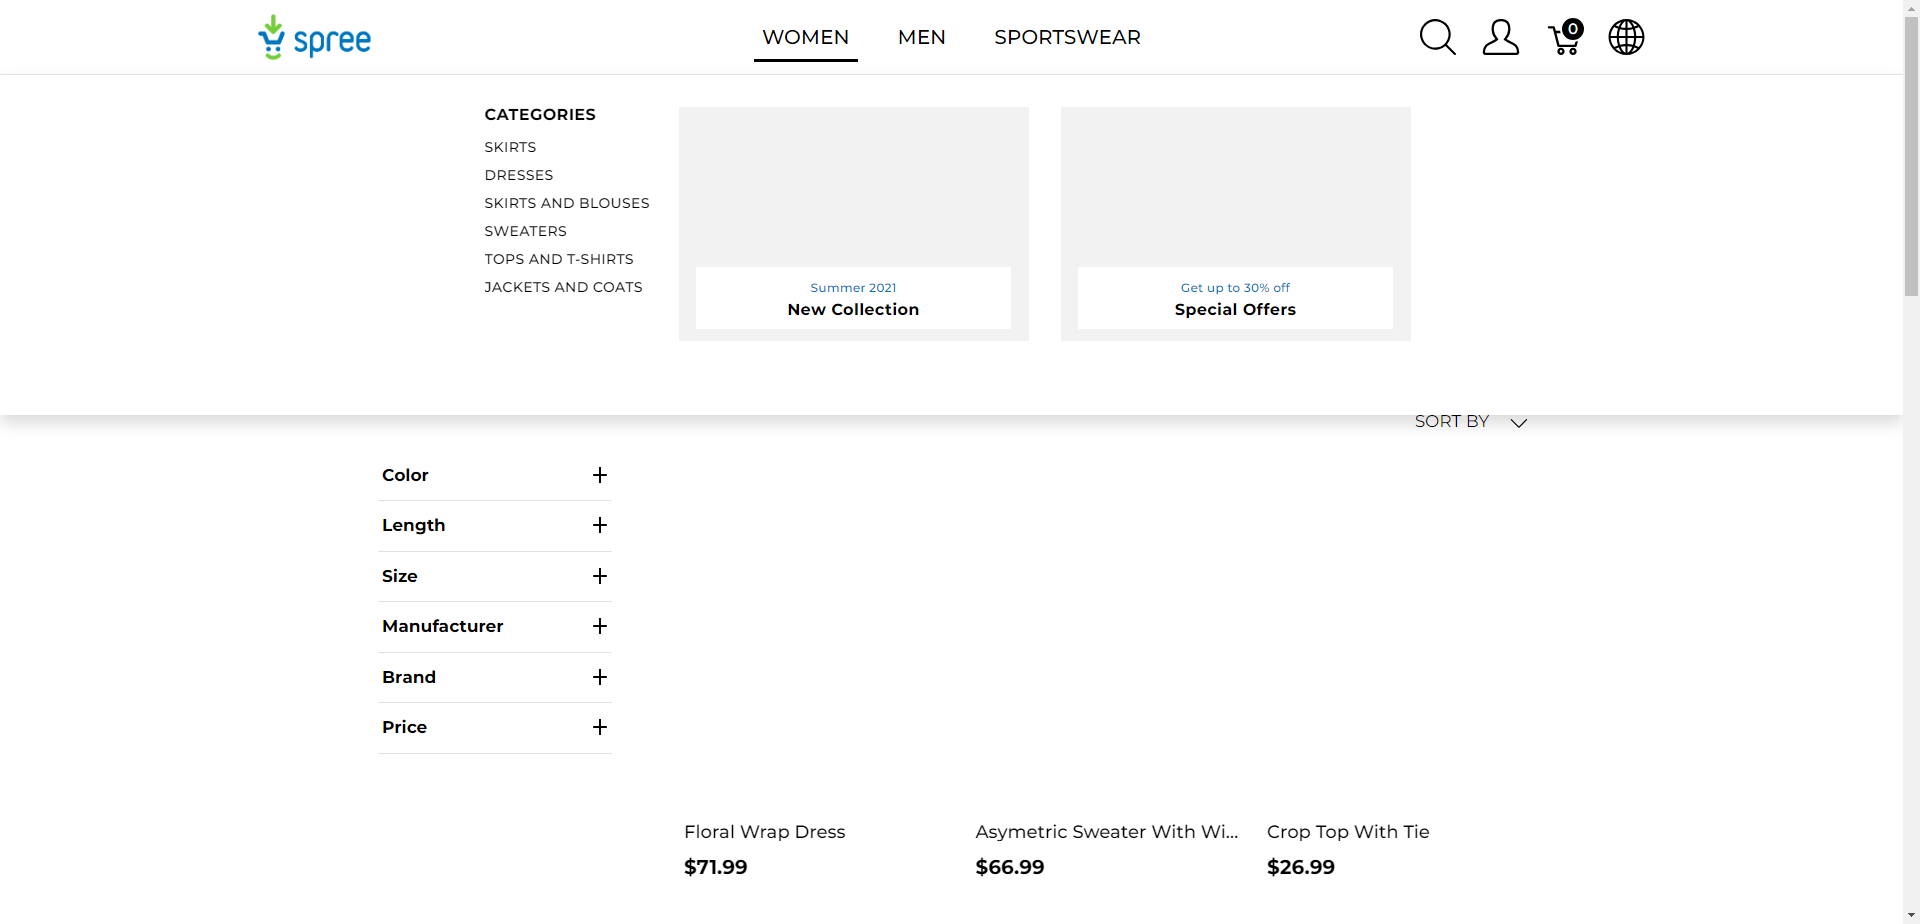 spree
WOMEN
MEN
SPORTSWEAR
0
CATEGORIES
SKIRTS
DRESSES
SKIRTS AND BLOUSES
SWEATERS
TOPS AND T-SHIRTS
JACKETS AND COATS
Summer 2021
New Collection
Get up to 30% off
Special Offers
SORT BY
Color
Length
Size
Manufacturer
Brand
Price
Floral Wrap Dress
$71.99
Asymetric Sweater With Wi...
$66.99
Crop Top With Tie
$26.99